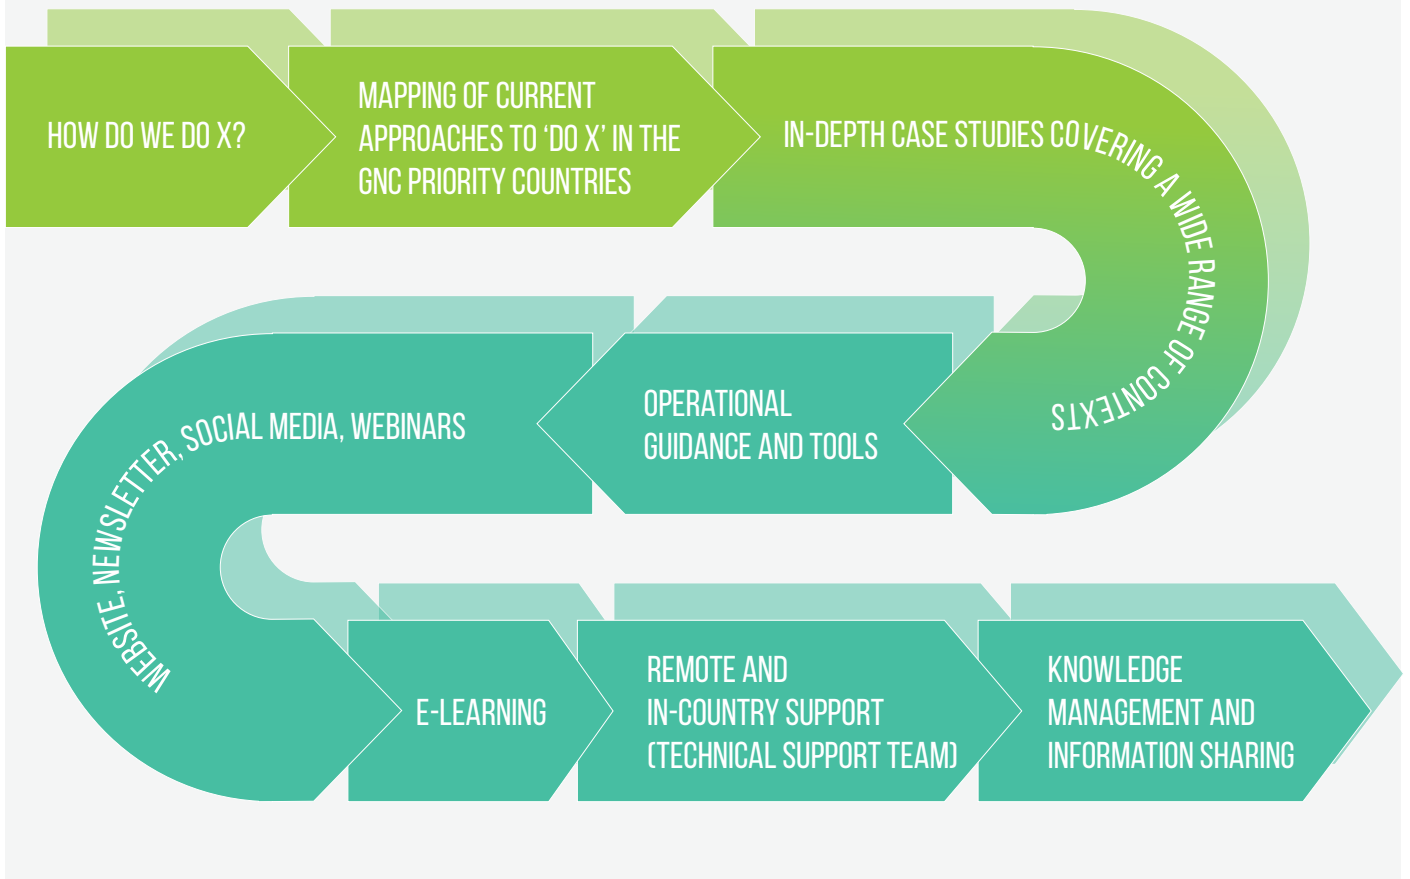 HOW DO WE DO X?
MAPPING OF CURRENT
APPROACHES TO ‘DO X’ IN THE
GNC PRIORITY COUNTRIES
IN-DEPTH CASE STUDIES COVERING A WIDE RANGE OF CONTEXTS
OPERATIONAL
GUIDANCE AND TOOLS
WEBSITE, NEWSLETTER, SOCIAL MEDIA, WEBINARS
E-LEARNING
REMOTE AND
IN-COUNTRY SUPPORT
(TECHNICAL SUPPORT TEAM)
KNOWLEDGE
MANAGEMENT AND
INFORMATION SHARING